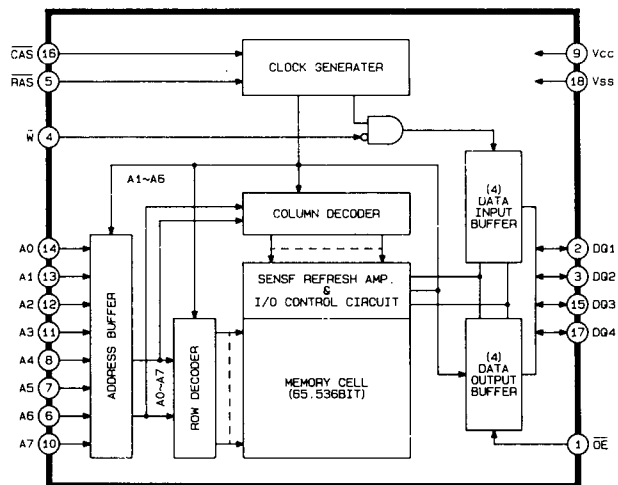 CAS 16
CLOCK GENERATER
9 Vcc
RAS 5
18 Vss
W 4
A1~A6
(4)
DATA
INPUT
BUFFER
COLUMN DECODER
A0 14
A1 13
A2 12
A3 11
A4 8
A5 7
A6 6
A7 10
ADDRESS BUFFER
A0~A7
ROW DECODER
SENSF REFRESH AMP.
&
I/O CONTROL CIRCUIT
MEMORY CELL
(65.536BIT)
2 DQ1
3 DQ2
15 DQ3
17 DQ4
(4)
DATA
OUTPUT
BUFFER
1 OE